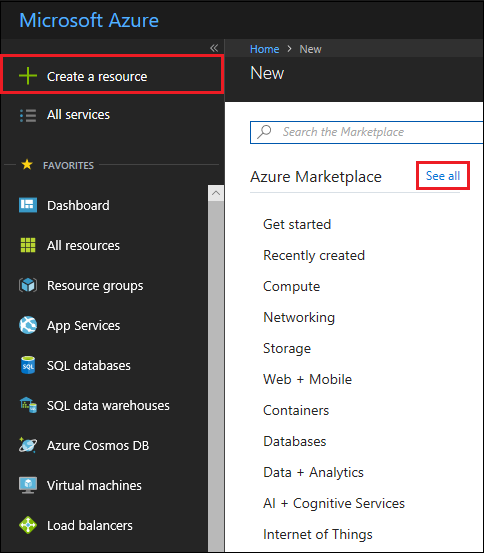 Microsoft Azure
«
Create a resource
All services
FAVORITES
Dashboard
All resources
Resource groups
App Services
SQL databases
SQL data warehouses
Azure Cosmos DB
Virtual machines
Load balancers
Home > New
New
Search the Marketplace
Azure Marketplace
See all
Get started
Recently created
Compute
Networking
Storage
Web + Mobile
Containers
Databases
Data + Analytics
AI + Cognitive Services
Internet of Things